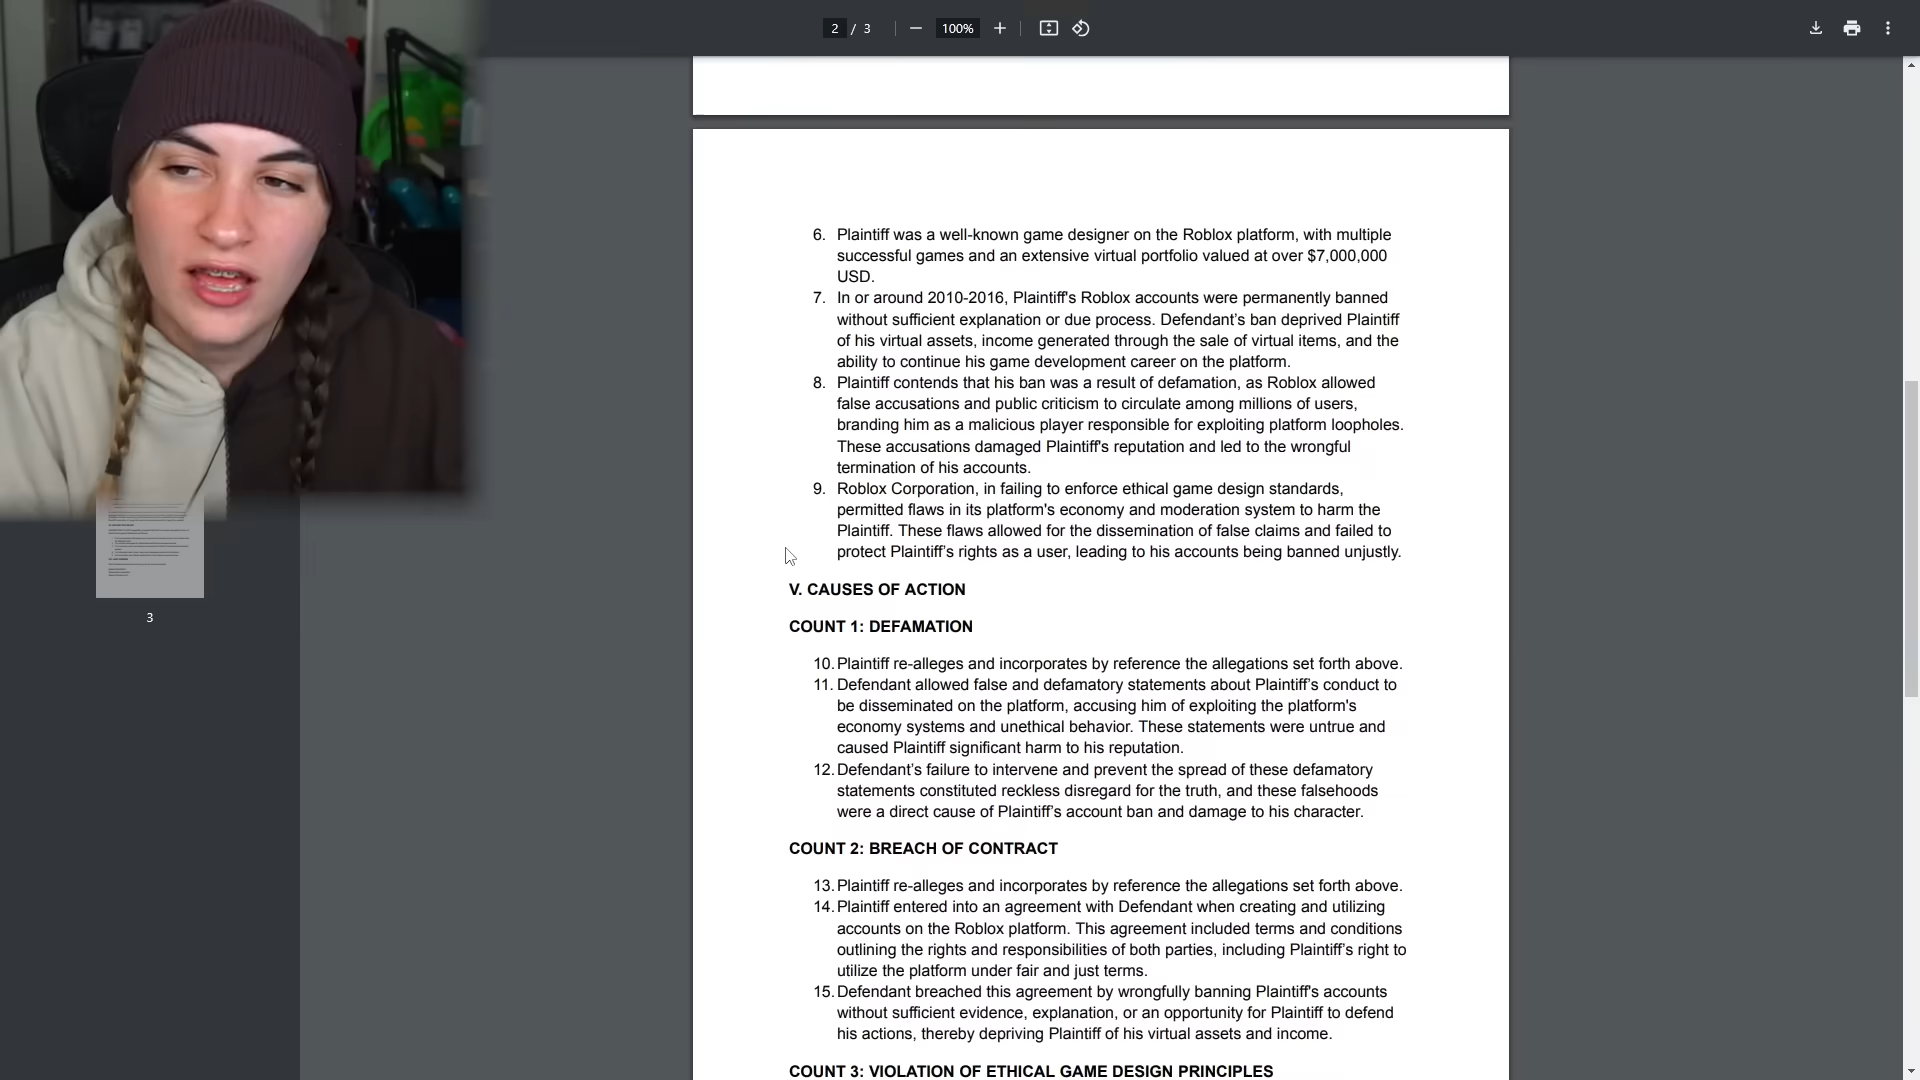 2 / 3
100%
6. Plaintiff was a well-known game designer on the Roblox platform, with multiple
successful games and an extensive virtual portfolio valued at over $7,000,000
USD.
7. In or around 2010-2016, Plaintiff's Roblox accounts were permanently banned
without sufficient explanation or due process. Defendant’s ban deprived Plaintiff
of his virtual assets, income generated through the sale of virtual items, and the
ability to continue his game development career on the platform.
8. Plaintiff contends that his ban was a result of defamation, as Roblox allowed
false accusations and public criticism to circulate among millions of users,
branding him as a malicious player responsible for exploiting platform loopholes.
These accusations damaged Plaintiff's reputation and led to the wrongful
termination of his accounts.
9. Roblox Corporation, in failing to enforce ethical game design standards,
permitted flaws in its platform's economy and moderation system to harm the
Plaintiff. These flaws allowed for the dissemination of false claims and failed to
protect Plaintiff’s rights as a user, leading to his accounts being banned unjustly.
V. CAUSES OF ACTION
COUNT 1: DEFAMATION
10. Plaintiff re-alleges and incorporates by reference the allegations set forth above.
11. Defendant allowed false and defamatory statements about Plaintiff’s conduct to
be disseminated on the platform, accusing him of exploiting the platform's
economy systems and unethical behavior. These statements were untrue and
caused Plaintiff significant harm to his reputation.
12. Defendant’s failure to intervene and prevent the spread of these defamatory
statements constituted reckless disregard for the truth, and these falsehoods
were a direct cause of Plaintiff’s account ban and damage to his character.
COUNT 2: BREACH OF CONTRACT
13. Plaintiff re-alleges and incorporates by reference the allegations set forth above.
14. Plaintiff entered into an agreement with Defendant when creating and utilizing
accounts on the Roblox platform. This agreement included terms and conditions
outlining the rights and responsibilities of both parties, including Plaintiff’s right to
utilize the platform under fair and just terms.
15. Defendant breached this agreement by wrongfully banning Plaintiff's accounts
without sufficient evidence, explanation, or an opportunity for Plaintiff to defend
his actions, thereby depriving Plaintiff of his virtual assets and income.
COUNT 3: VIOLATION OF ETHICAL GAME DESIGN PRINCIPLES
3